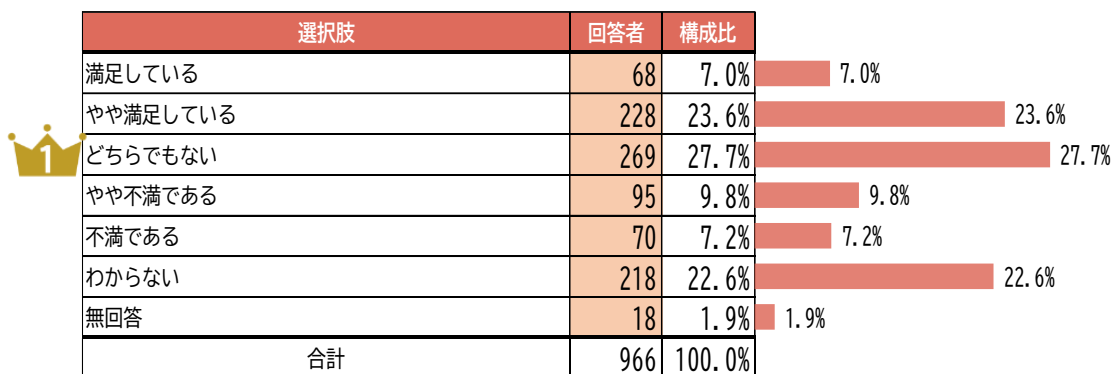 選択肢 回答者 構成比
満足している 68 7.0% 7.0%
やや満足している 228 23.6% 23.6%
1 どちらでもない 269 27.7% 27.7%
やや不満である 95 9.8% 9.8%
不満である 70 7.2% 7.2%
わからない 218 22.6% 22.6%
無回答 18 1.9% 1.9%
合計 966 100.0%